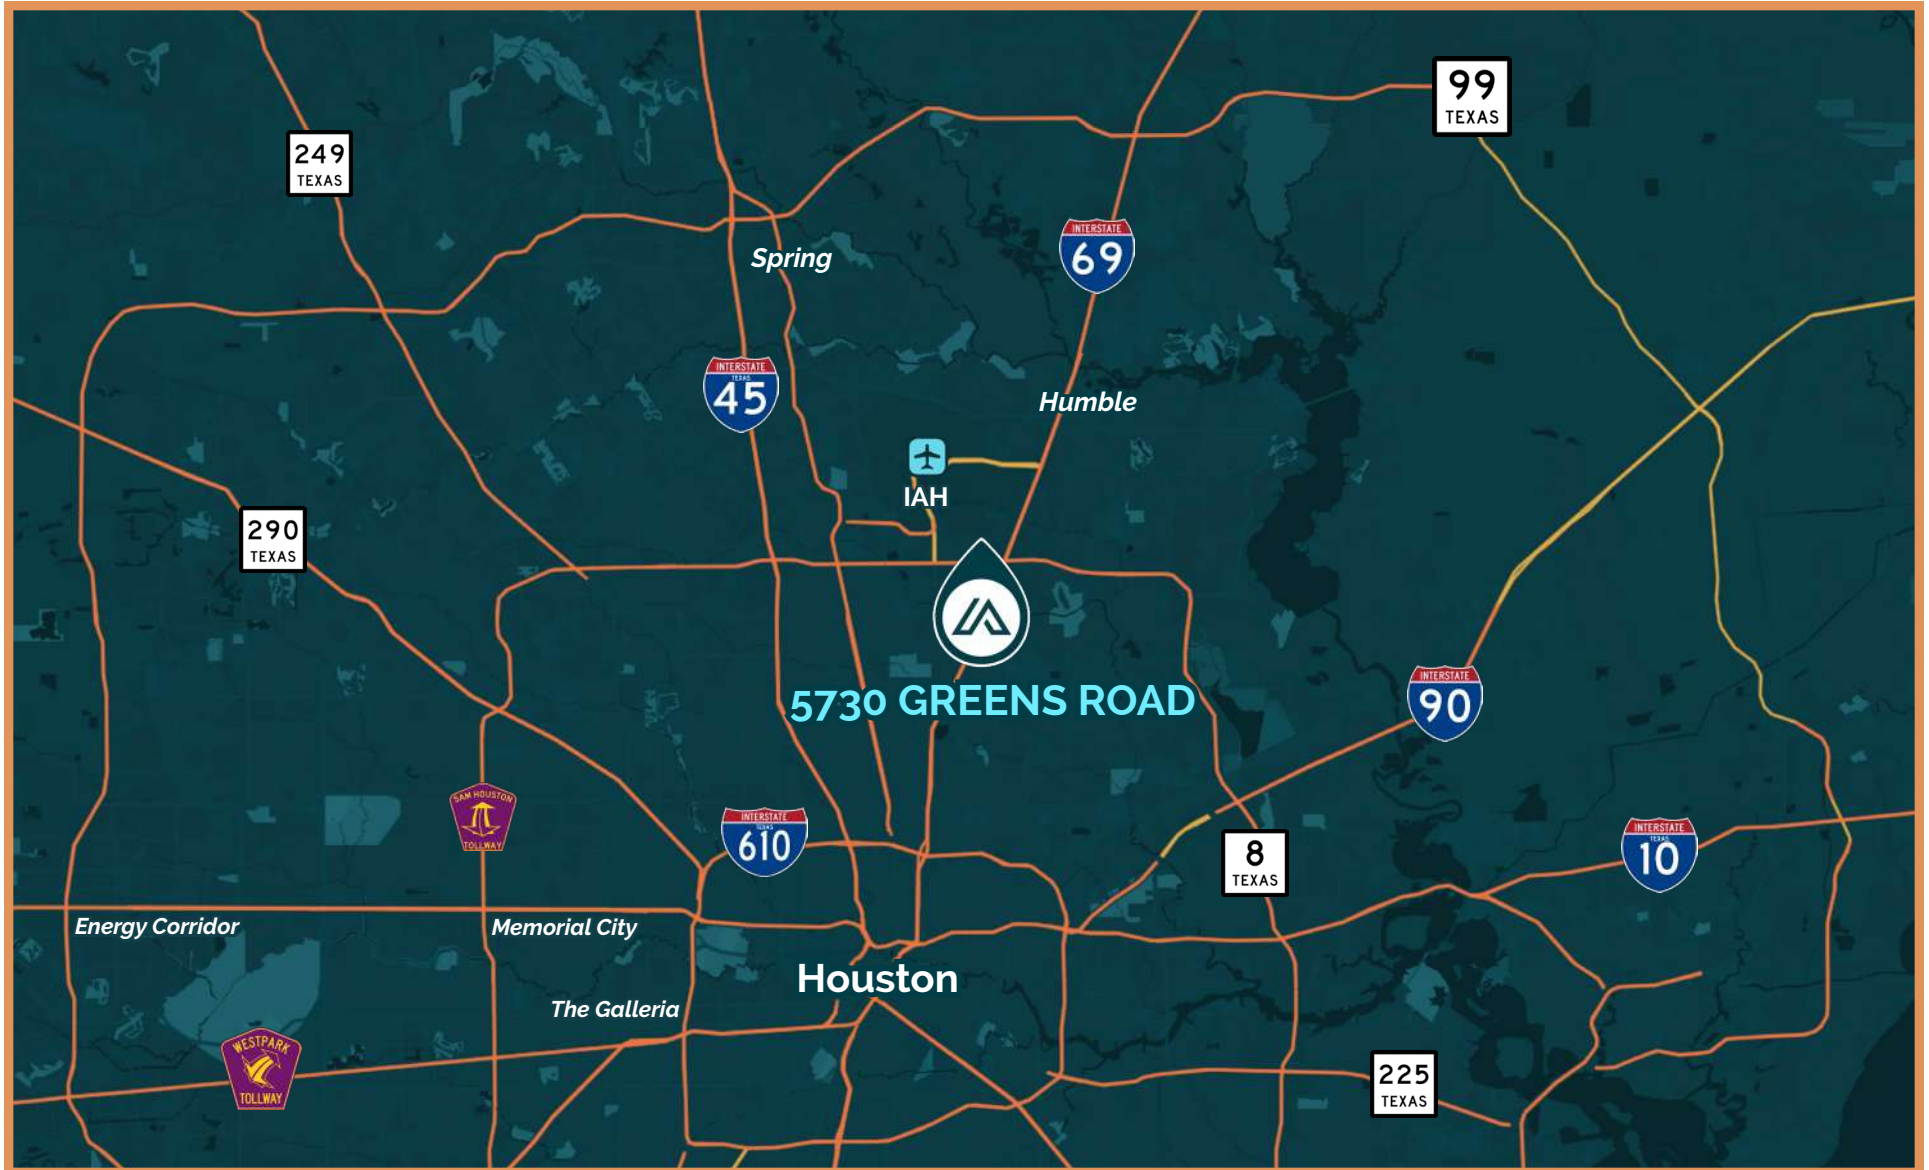 99
TEXAS
249
TEXAS
INTERSTATE
69
Spring
INTERSTATE
TEXAS
45
Humble
IAH
290
TEXAS
5730 GREENS ROAD
INTERSTATE
90
SAM HOUSTON
TOLLWAY
INTERSTATE
TEXAS
610
INTERSTATE
TEXAS
10
8
TEXAS
Energy Corridor
Memorial City
Houston
The Galleria
WESTPARK
TOLLWAY
225
TEXAS